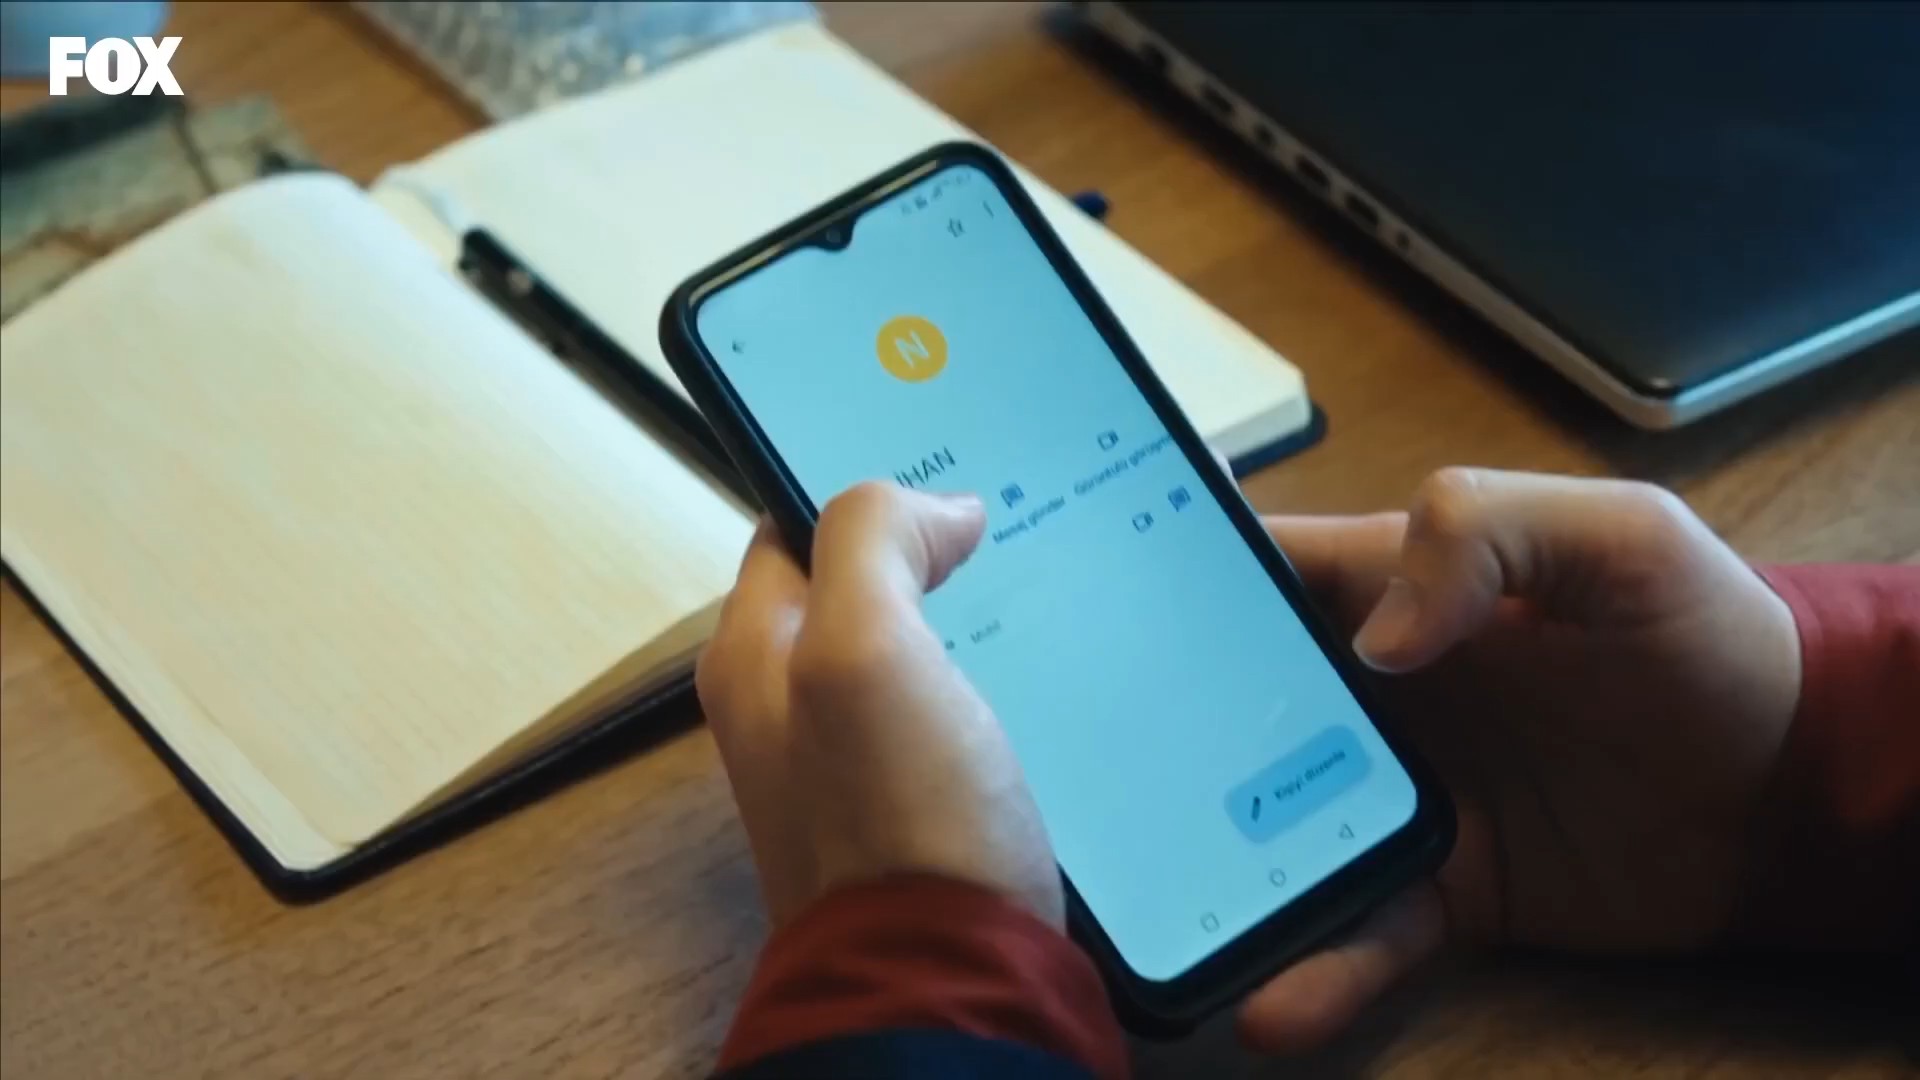 FOX
N
İHAN
Mesaj gönder
Görüntülü görüşme
Mobil
Kişiyi düzenle